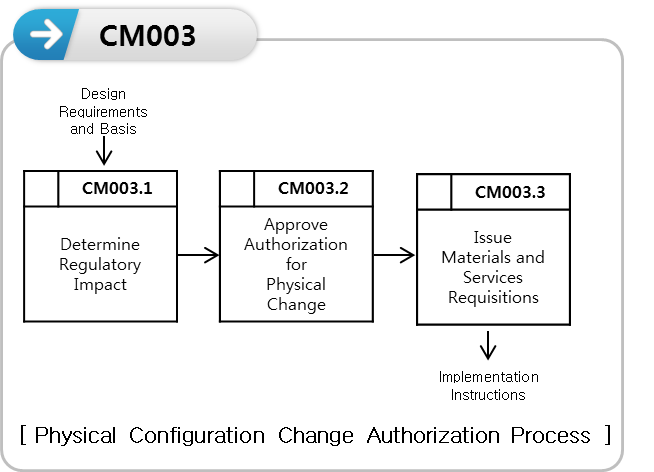 CM003
Design
Requirements
and Basis
CM003.1
Determine
Regulatory
Impact
CM003.2
Approve
Authorization
for
Physical
Change
CM003.3
Issue
Materials and
Services
Requisitions
Implementation
Instructions
[ Physical Configuration Change Authorization Process ]